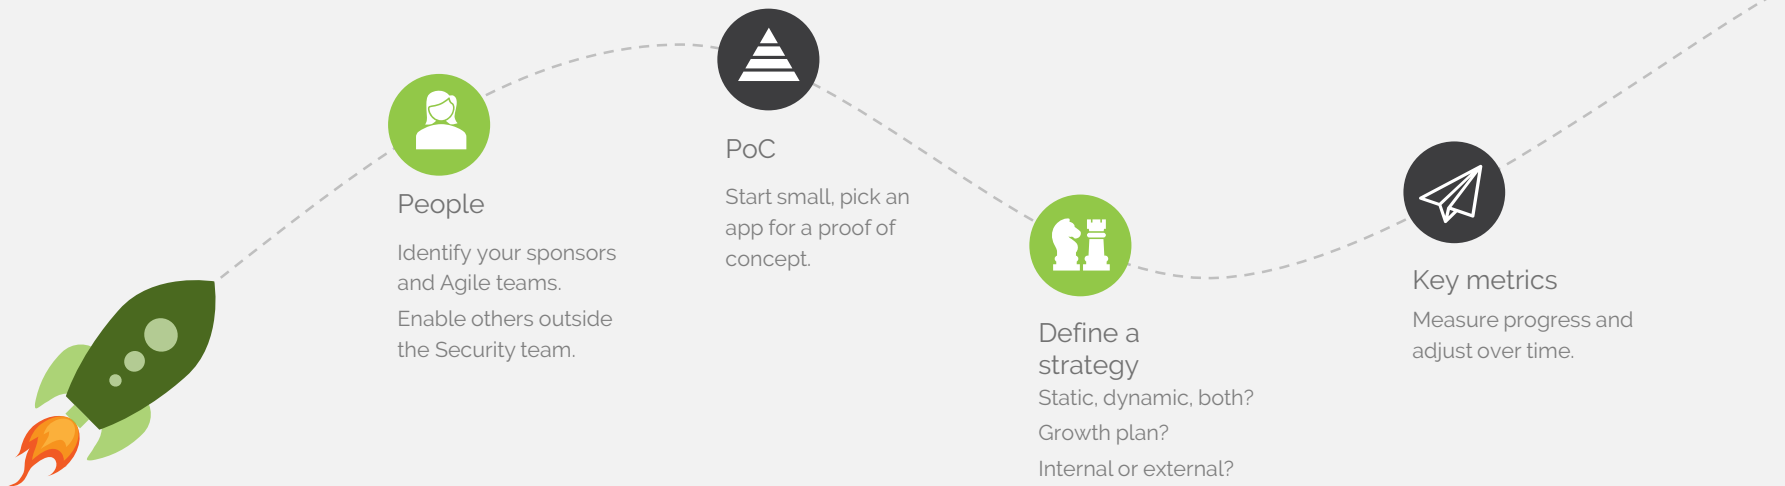 People
Identify your sponsors
and Agile teams.
Enable others outside
the Security team.
PoC
Start small, pick an
app for a proof of
concept.
Define a
strategy
Static, dynamic, both?
Growth plan?
Internal or external?
Key metrics
Measure progress and
adjust over time.